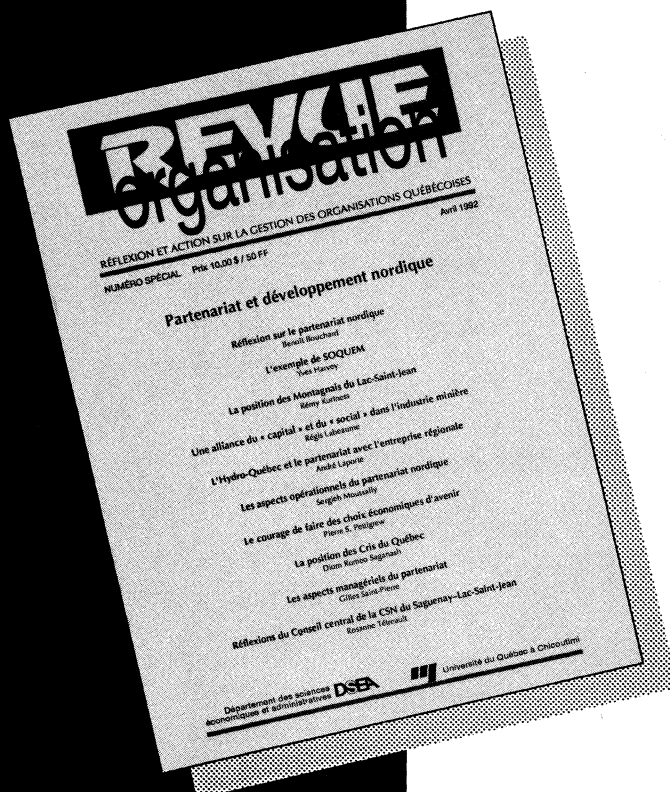 REVUE
organisation
RÉFLEXION ET ACTION SUR LA GESTION DES ORGANISATIONS QUÉBÉCOISES
NUMÉRO SPÉCIAL Prix 10,00 $ / 50 FF Avril 1992
Partenariat et développement nordique
Réflexion sur le partenariat nordique
Benoît Bouchard
L'exemple de SOQUEM
Yves Harvey
La position des Montagnais du Lac-Saint-Jean
Rémy Kurtness
Une alliance du « capital » et du « social » dans l'industrie minière
Régis Labeaume
L'Hydro-Québec et le partenariat avec l'entreprise régionale
André Laporte
Les aspects opérationnels du partenariat nordique
Sergieh Moussally
Le courage de faire des choix économiques d'avenir
Pierre S. Pettigrew
La position des Cris du Québec
Diom Romeo Saganash
Les aspects managériels du partenariat
Gilles Saint-Pierre
Réflexions du Conseil central de la CSN du Saguenay–Lac-Saint-Jean
Rosanne Tétreault
Département des sciences
économiques et administratives DSEA Université du Québec à Chicoutimi